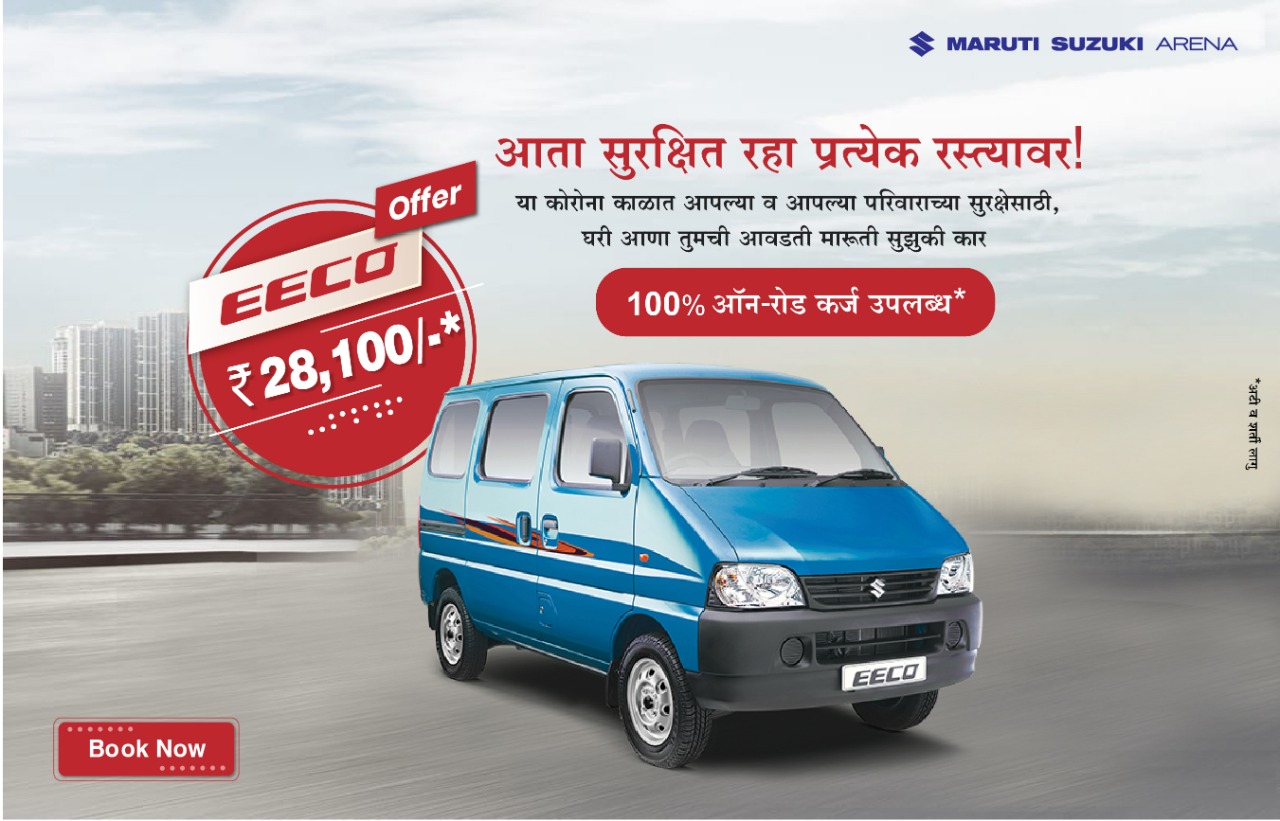 MARUTI SUZUKI ARENA
आता सुरक्षित रहा प्रत्येक रस्त्यावर!
या कोरोना काळात आपल्या व आपल्या परिवाराच्या सुरक्षेसाठी,
घरी आणा तुमची आवडती मारूती सुझुकी कार
100% ऑन-रोड कर्ज उपलब्ध*
Offer
EECO
₹ 28,100/-*
*अटी व शर्ती लागु
EECO
Book Now